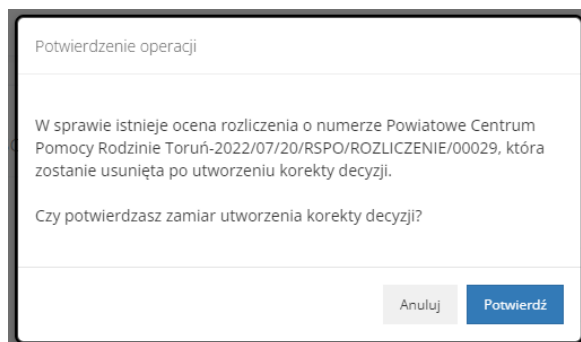 Potwierdzenie operacji
W sprawie istnieje ocena rozliczenia o numerze Powiatowe Centrum
Pomocy Rodzinie Toruń-2022/07/20/RSPO/ROZLICZENIE/00029, która
zostanie usunięta po utworzeniu korekty decyzji.
Czy potwierdzasz zamiar utworzenia korekty decyzji?
Anuluj
Potwierdź